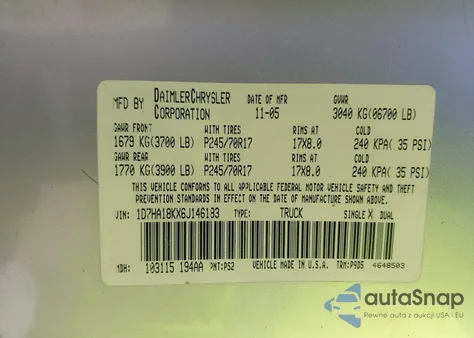 MFD BY DAIMLERCHRYSLER CORPORATION DATE OF MFR 11-05 GVWR 3040 KG(06700 LB)
GAWR FRONT WITH TIRES RIMS AT COLD
1679 KG(3700 LB) P245/70R17 17X8.0 240 KPA( 35 PSI)
GAWR REAR WITH TIRES RIMS AT COLD
1770 KG(3900 LB) P245/70R17 17X8.0 240 KPA( 35 PSI)
THIS VEHICLE CONFORMS TO ALL APPLICABLE FEDERAL MOTOR VEHICLE SAFETY AND THEFT
PREVENTION STANDARDS IN EFFECT ON THE DATE OF MANUFACTURE SHOWN ABOVE.
VIN: 1D7HA18KX6J146183 TYPE: TRUCK SINGLE X DUAL
MDH: 103115 194AA PNT:PS2 VEHICLE MADE IN U.S.A. TRM:P9D5 4648503
autoSnap
Pewne auta z dostawą z USA i EU